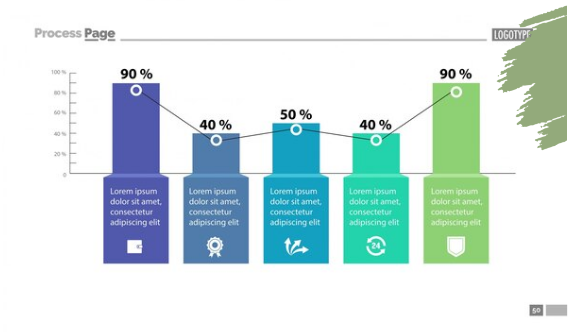 Process Page
LOGOTYPE
100 %
80 %
60 %
40 %
20 %
0
90 %
40 %
50 %
40 %
90 %
Lorem ipsum
dolor sit amet,
consectetur
adipiscing elit
Lorem ipsum
dolor sit amet,
consectetur
adipiscing elit
Lorem ipsum
dolor sit amet,
consectetur
adipiscing elit
Lorem ipsum
dolor sit amet,
consectetur
adipiscing elit
Lorem ipsum
dolor sit amet,
consectetur
adipiscing elit
24
50